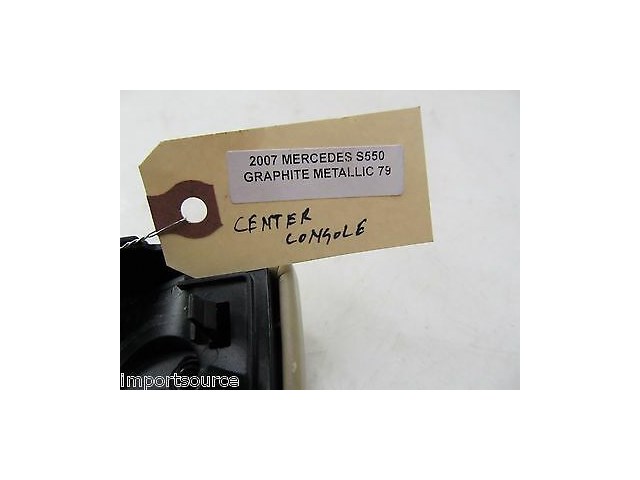 2007 MERCEDES S550
GRAPHITE METALLIC 79
CENTER
CONSOLE
importsource